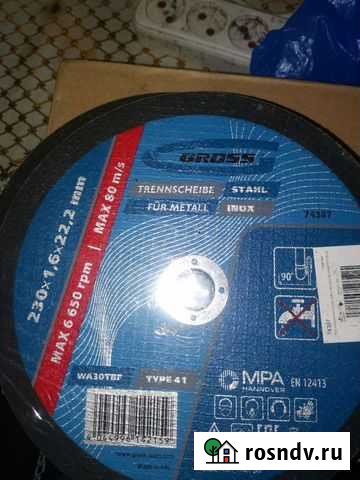 GROSS
TRENNSCHEIBE STAHL
FÜR METALL INOX
74387
230×1,6×22,2 mm
MAX 6 650 rpm MAX 80 m/s
90°
WA30TBF TYPE 41
MPA
HANNOVER
EN 12413
rosndv.ru